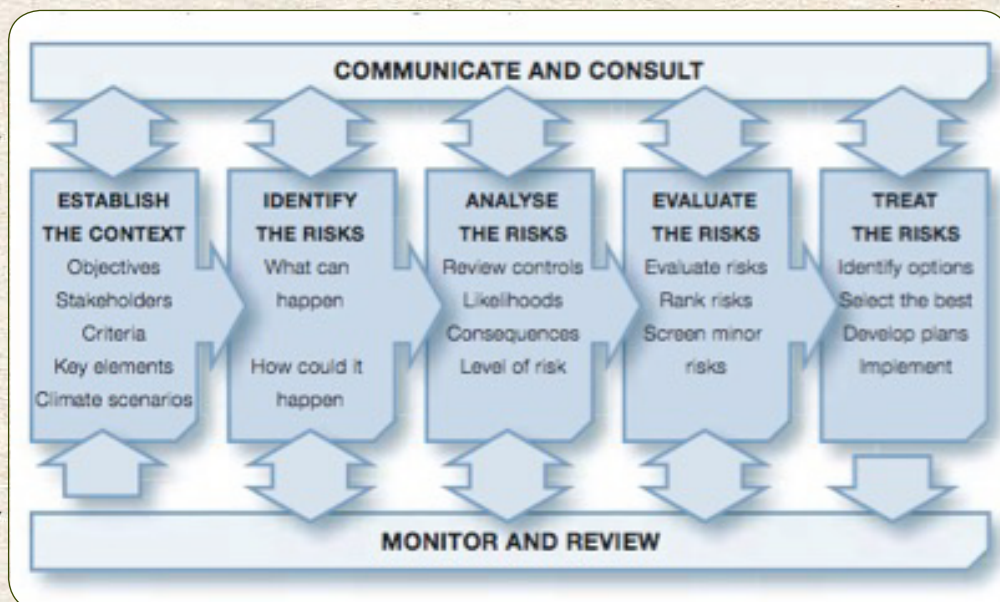 COMMUNICATE AND CONSULT
ESTABLISH
THE CONTEXT
Objectives
Stakeholders
Criteria
Key elements
Climate scenarios
IDENTIFY
THE RISKS
What can
happen
How could it
happen
ANALYSE
THE RISKS
Review controls
Likelihoods
Consequences
Level of risk
EVALUATE
THE RISKS
Evaluate risks
Rank risks
Screen minor
risks
TREAT
THE RISKS
Identify options
Select the best
Develop plans
Implement
MONITOR AND REVIEW